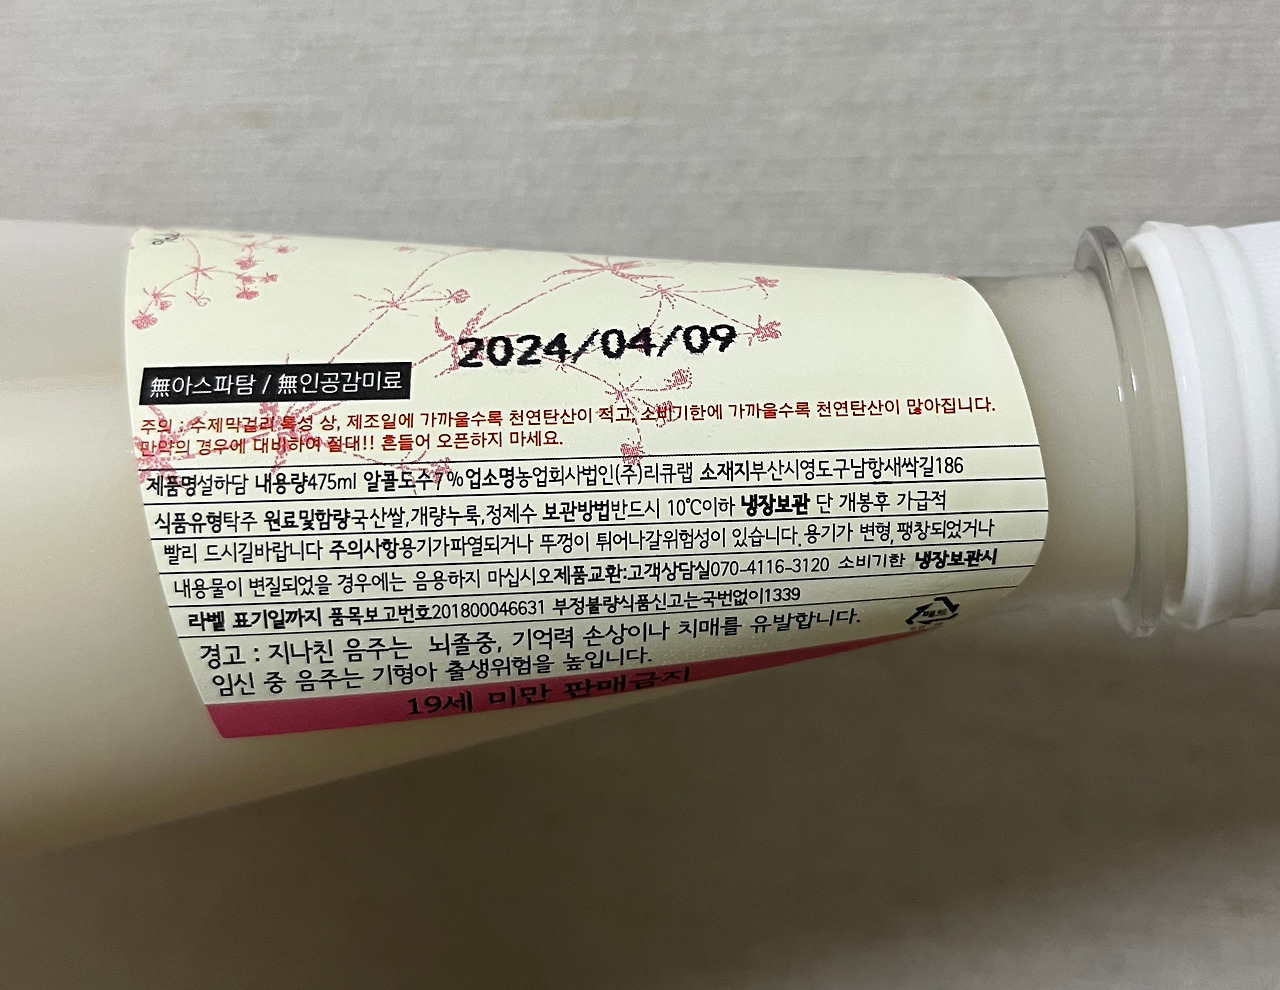 2024/04/09
無아스파탐 / 無인공감미료
주의 : 수제막걸리 특성 상, 제조일에 가까울수록 천연탄산이 적고, 소비기한에 가까울수록 천연탄산이 많아집니다.
만약의 경우에 대비하여 절대!! 흔들어 오픈하지 마세요.
제품명설하담 내용량475ml 알콜도수7%업소명농업회사법인(주)리큐랩 소재지부산시영도구남항새싹길186
식품유형탁주 원료및함량국산쌀,개량누룩,정제수 보관방법반드시 10℃이하 냉장보관 단 개봉후 가급적
빨리 드시길바랍니다 주의사항용기가파열되거나 뚜껑이 튀어나갈위험성이 있습니다. 용기가 변형,팽창되었거나
내용물이 변질되었을 경우에는 음용하지 마십시오제품교환:고객상담실070-4116-3120 소비기한 냉장보관시
라벨 표기일까지 품목보고번호201800046631 부정불량식품신고는국번없이1339
경고 : 지나친 음주는 뇌졸중, 기억력 손상이나 치매를 유발합니다.
임신 중 음주는 기형아 출생위험을 높입니다.
페트
19세 미만 판매금지